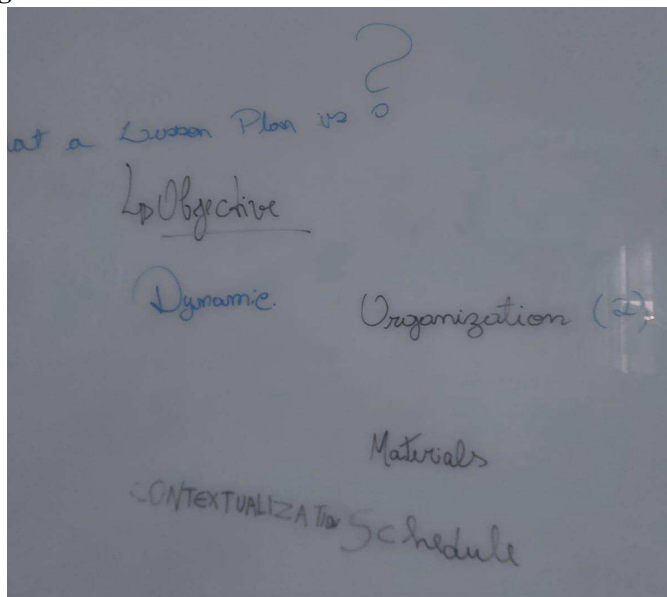 at a Lesson Plan is ?
↳ Objective
Dynamic. Organization (2)
Materials
CONTEXTUALIZATION Schedule